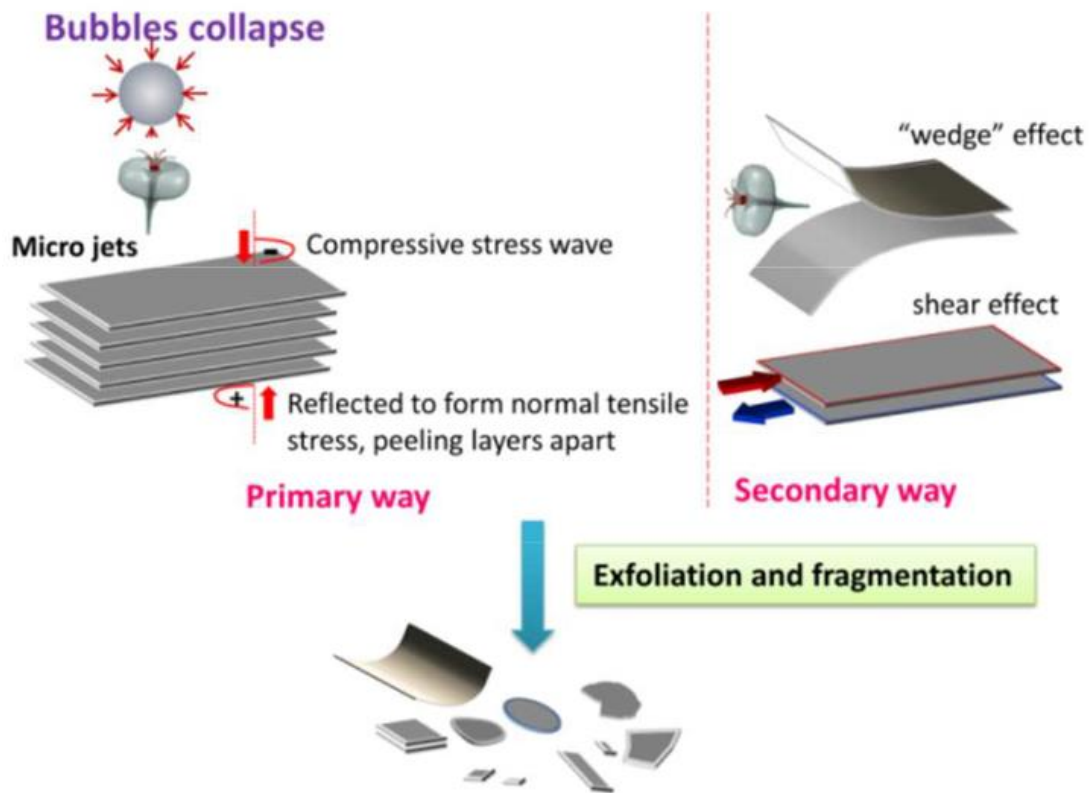 Bubbles collapse
Micro jets
-
Compressive stress wave
+
Reflected to form normal tensile
stress, peeling layers apart
Primary way
“wedge” effect
shear effect
Secondary way
Exfoliation and fragmentation